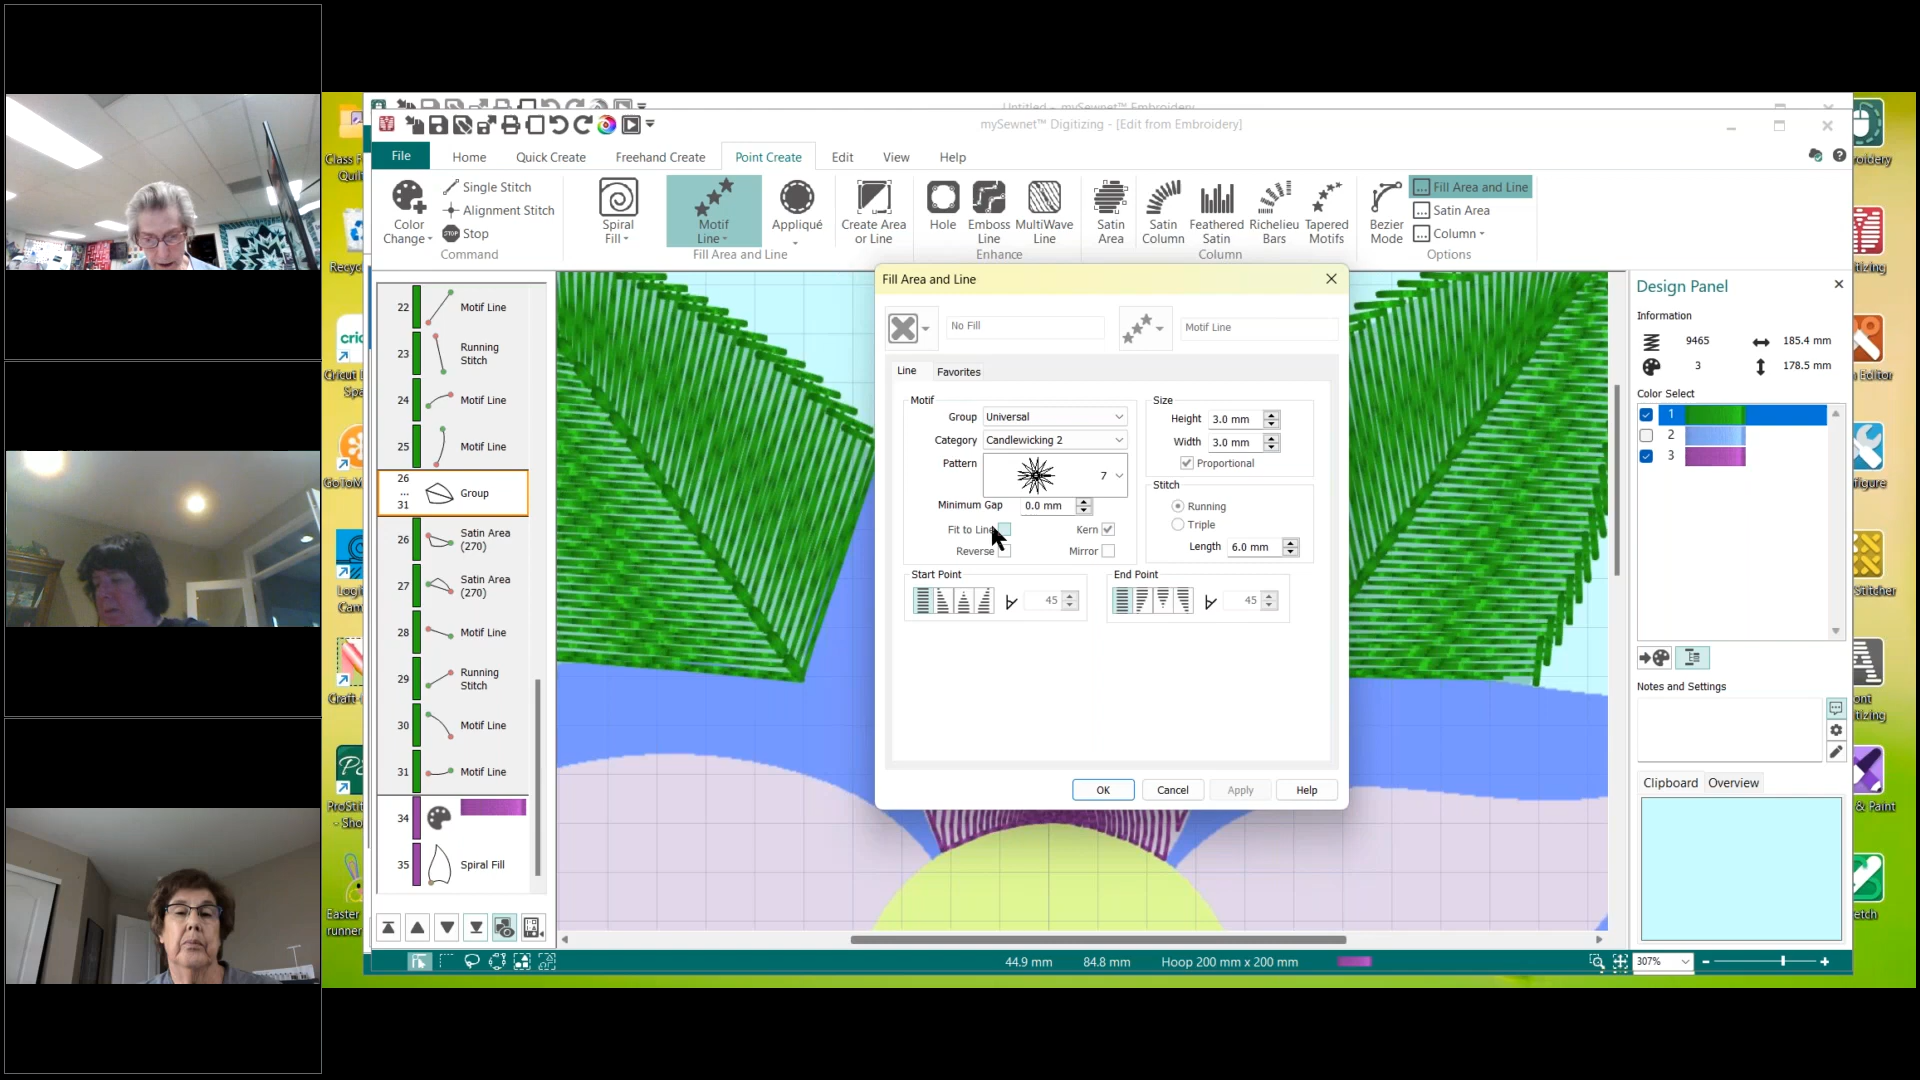 Untitled - mySewnet™ Embroidery
mySewnet™ Digitizing - [Edit from Embroidery]
File Home Quick Create Freehand Create Point Create Edit View Help
Color Change
Single Stitch
Alignment Stitch
STOP Stop
Command
Spiral Fill
Motif Line
Appliqué
Create Area or Line
Fill Area and Line
Hole
Emboss Line
MultiWave Line
Enhance
Satin Area
Satin Column
Feathered Satin
Richelieu Bars
Tapered Motifs
Column
Bezier Mode
Fill Area and Line
Satin Area
Column
Options
22 Motif Line
23 Running Stitch
24 Motif Line
25 Motif Line
26 ... 31 Group
26 Satin Area (270)
27 Satin Area (270)
28 Motif Line
29 Running Stitch
30 Motif Line
31 Motif Line
34
35 Spiral Fill
Fill Area and Line
No Fill
Motif Line
Line Favorites
Motif
Group Universal
Category Candlewicking 2
Pattern 7
Minimum Gap 0.0 mm
Fit to Line
Kern
Reverse
Mirror
Size
Height 3.0 mm
Width 3.0 mm
Proportional
Stitch
Running
Triple
Length 6.0 mm
Start Point
45
End Point
45
OK Cancel Apply Help
Design Panel
Information
9465 185.4 mm
3 178.5 mm
Color Select
1
2
3
Notes and Settings
Clipboard Overview
44.9 mm 84.8 mm Hoop 200 mm x 200 mm
307%
Easter
runner